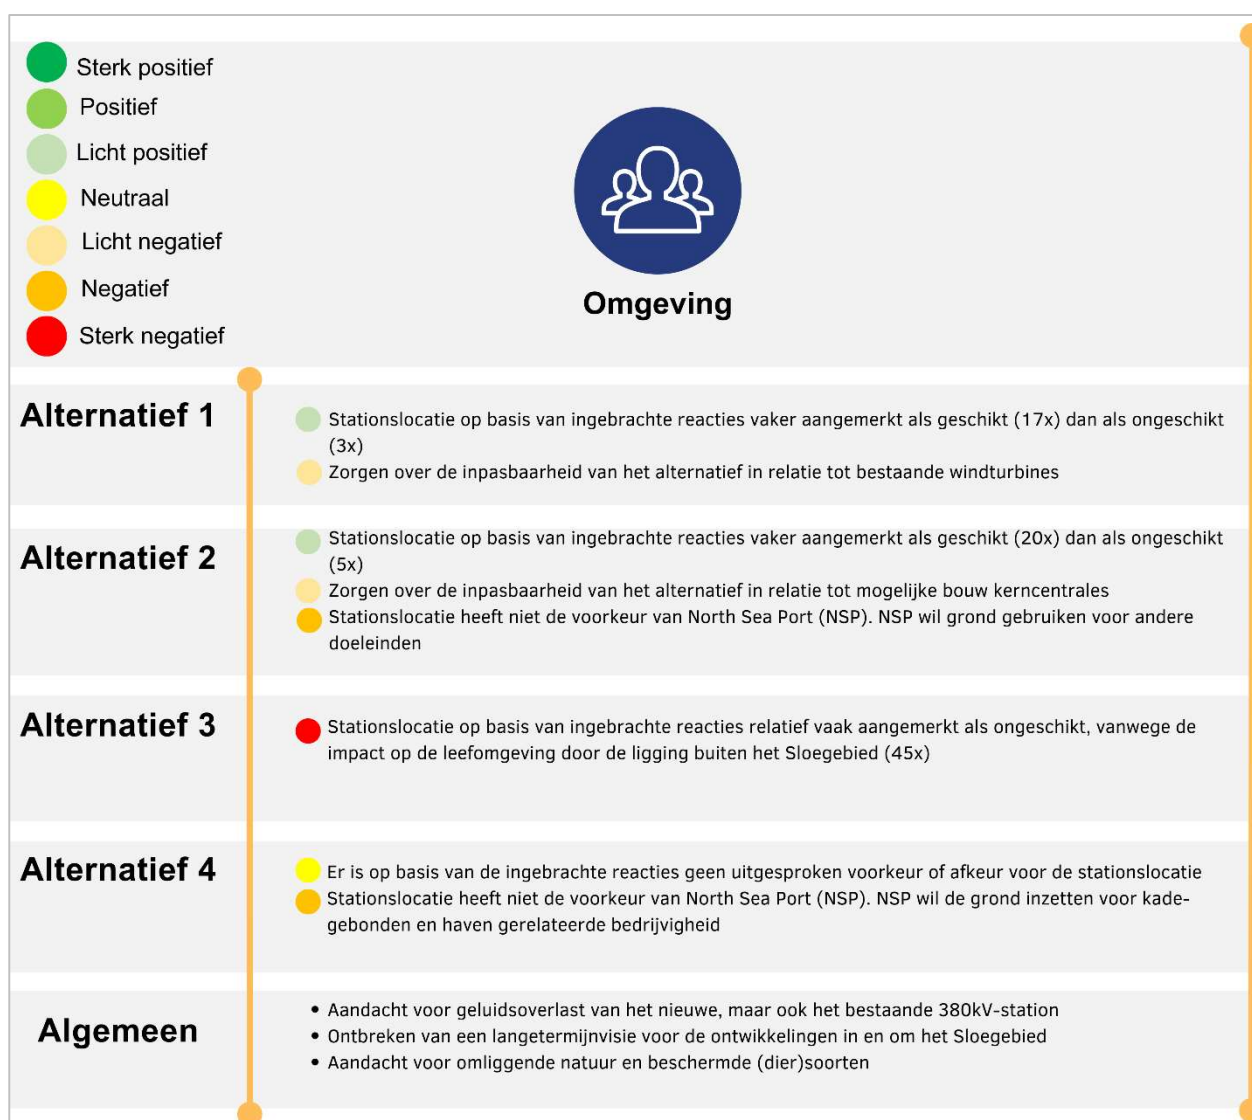 Sterk positief
Positief
Licht positief
Neutraal
Licht negatief
Negatief
Sterk negatief
Omgeving
Alternatief 1
Stationslocatie op basis van ingebrachte reacties vaker aangemerkt als geschikt (17x) dan als ongeschikt
(3x)
Zorgen over de inpasbaarheid van het alternatief in relatie tot bestaande windturbines
Alternatief 2
Stationslocatie op basis van ingebrachte reacties vaker aangemerkt als geschikt (20x) dan als ongeschikt
(5x)
Zorgen over de inpasbaarheid van het alternatief in relatie tot mogelijke bouw kerncentrales
Stationslocatie heeft niet de voorkeur van North Sea Port (NSP). NSP wil grond gebruiken voor andere
doeleinden
Alternatief 3
Stationslocatie op basis van ingebrachte reacties relatief vaak aangemerkt als ongeschikt, vanwege de
impact op de leefomgeving door de ligging buiten het Sloegebied (45x)
Alternatief 4
Er is op basis van de ingebrachte reacties geen uitgesproken voorkeur of afkeur voor de stationslocatie
Stationslocatie heeft niet de voorkeur van North Sea Port (NSP). NSP wil de grond inzetten voor kade-
gebonden en haven gerelateerde bedrijvigheid
Algemeen
• Aandacht voor geluidsoverlast van het nieuwe, maar ook het bestaande 380kV-station
• Ontbreken van een langetermijnvisie voor de ontwikkelingen in en om het Sloegebied
• Aandacht voor omliggende natuur en beschermde (dier)soorten